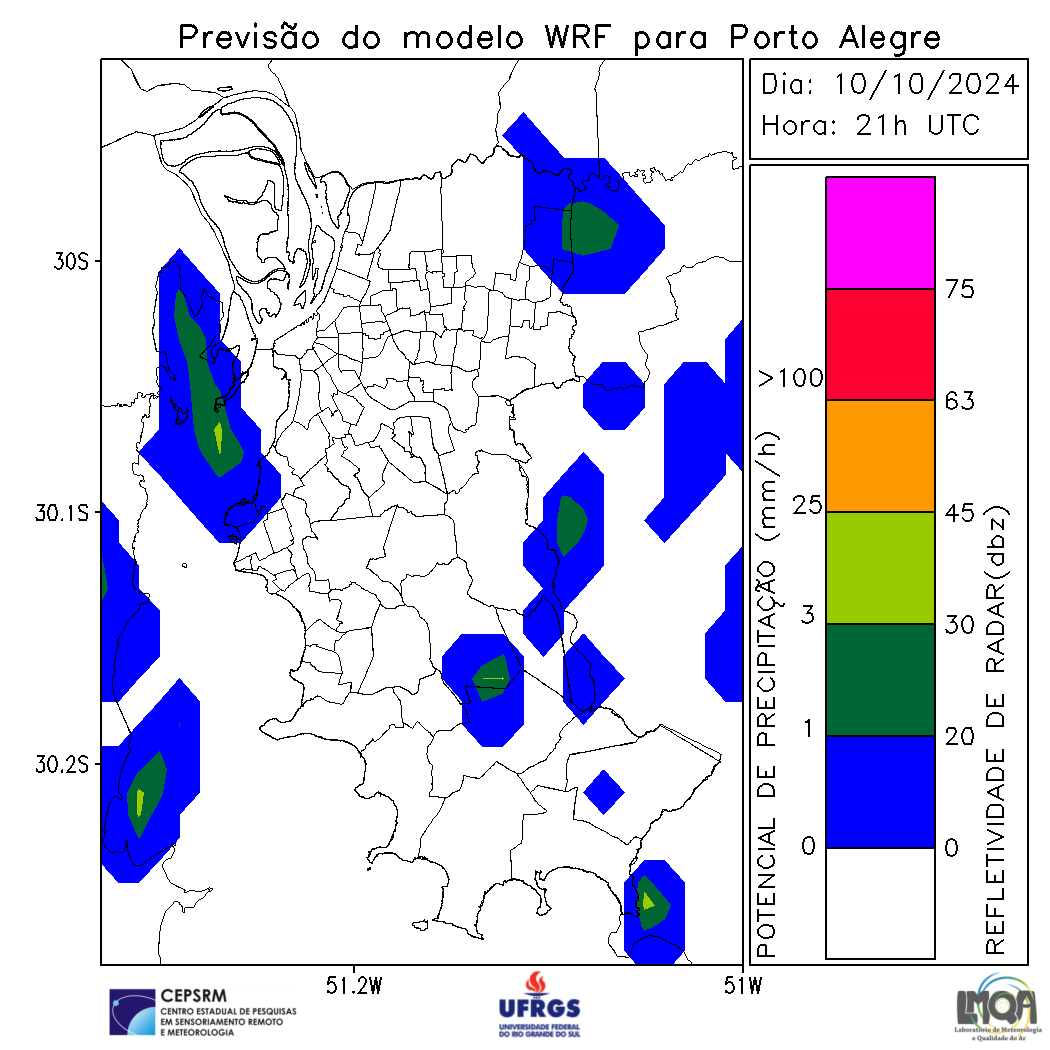 Previsão do modelo WRF para Porto Alegre
Dia: 10/10/2024
Hora: 21h UTC
30S
30.1S
30.2S
51.2W
51W
POTENCIAL DE PRECIPITAÇÃO (mm/h)
>100
25
3
1
0
75
63
45
30
20
0
REFLETIVIDADE DE RADAR(dbz)
CEPSRM
CENTRO ESTADUAL DE PESQUISAS
EM SENSORIAMENTO REMOTO
E METEOROLOGIA
UFRGS
UNIVERSIDADE FEDERAL
DO RIO GRANDE DO SUL
LMQA
Laboratório de Meteorologia
e Qualidade do Ar